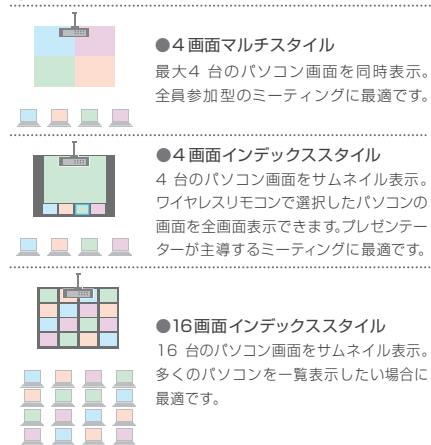 ●4画面マルチスタイル
最大4 台のパソコン画面を同時表示。
全員参加型のミーティングに最適です。
●4画面インデックススタイル
4 台のパソコン画面をサムネイル表示。
ワイヤレスリモコンで選択したパソコンの
画面を全画面表示できます。プレゼンテー
ターが主導するミーティングに最適です。
●16画面インデックススタイル
16 台のパソコン画面をサムネイル表示。
多くのパソコンを一覧表示したい場合に
最適です。